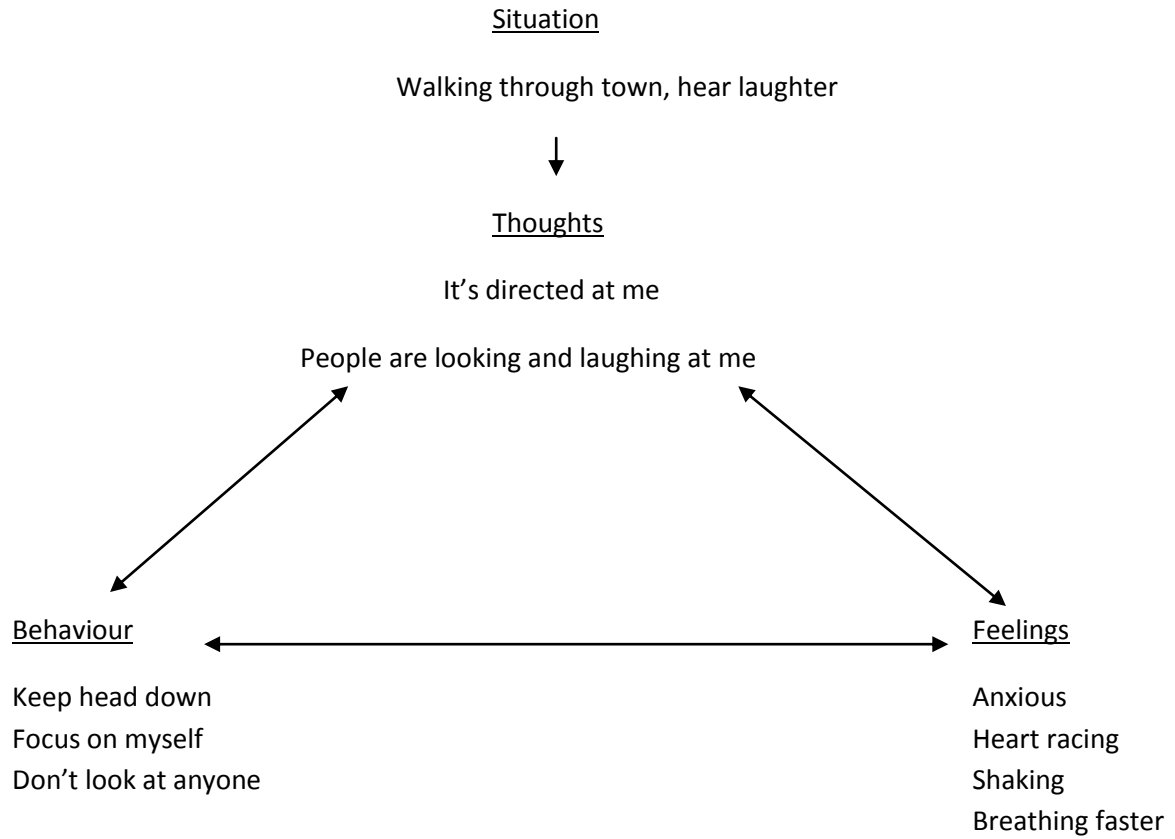 Situation
Walking through town, hear laughter
Thoughts
It’s directed at me
People are looking and laughing at me
Behaviour
Keep head down
Focus on myself
Don’t look at anyone
Feelings
Anxious
Heart racing
Shaking
Breathing faster